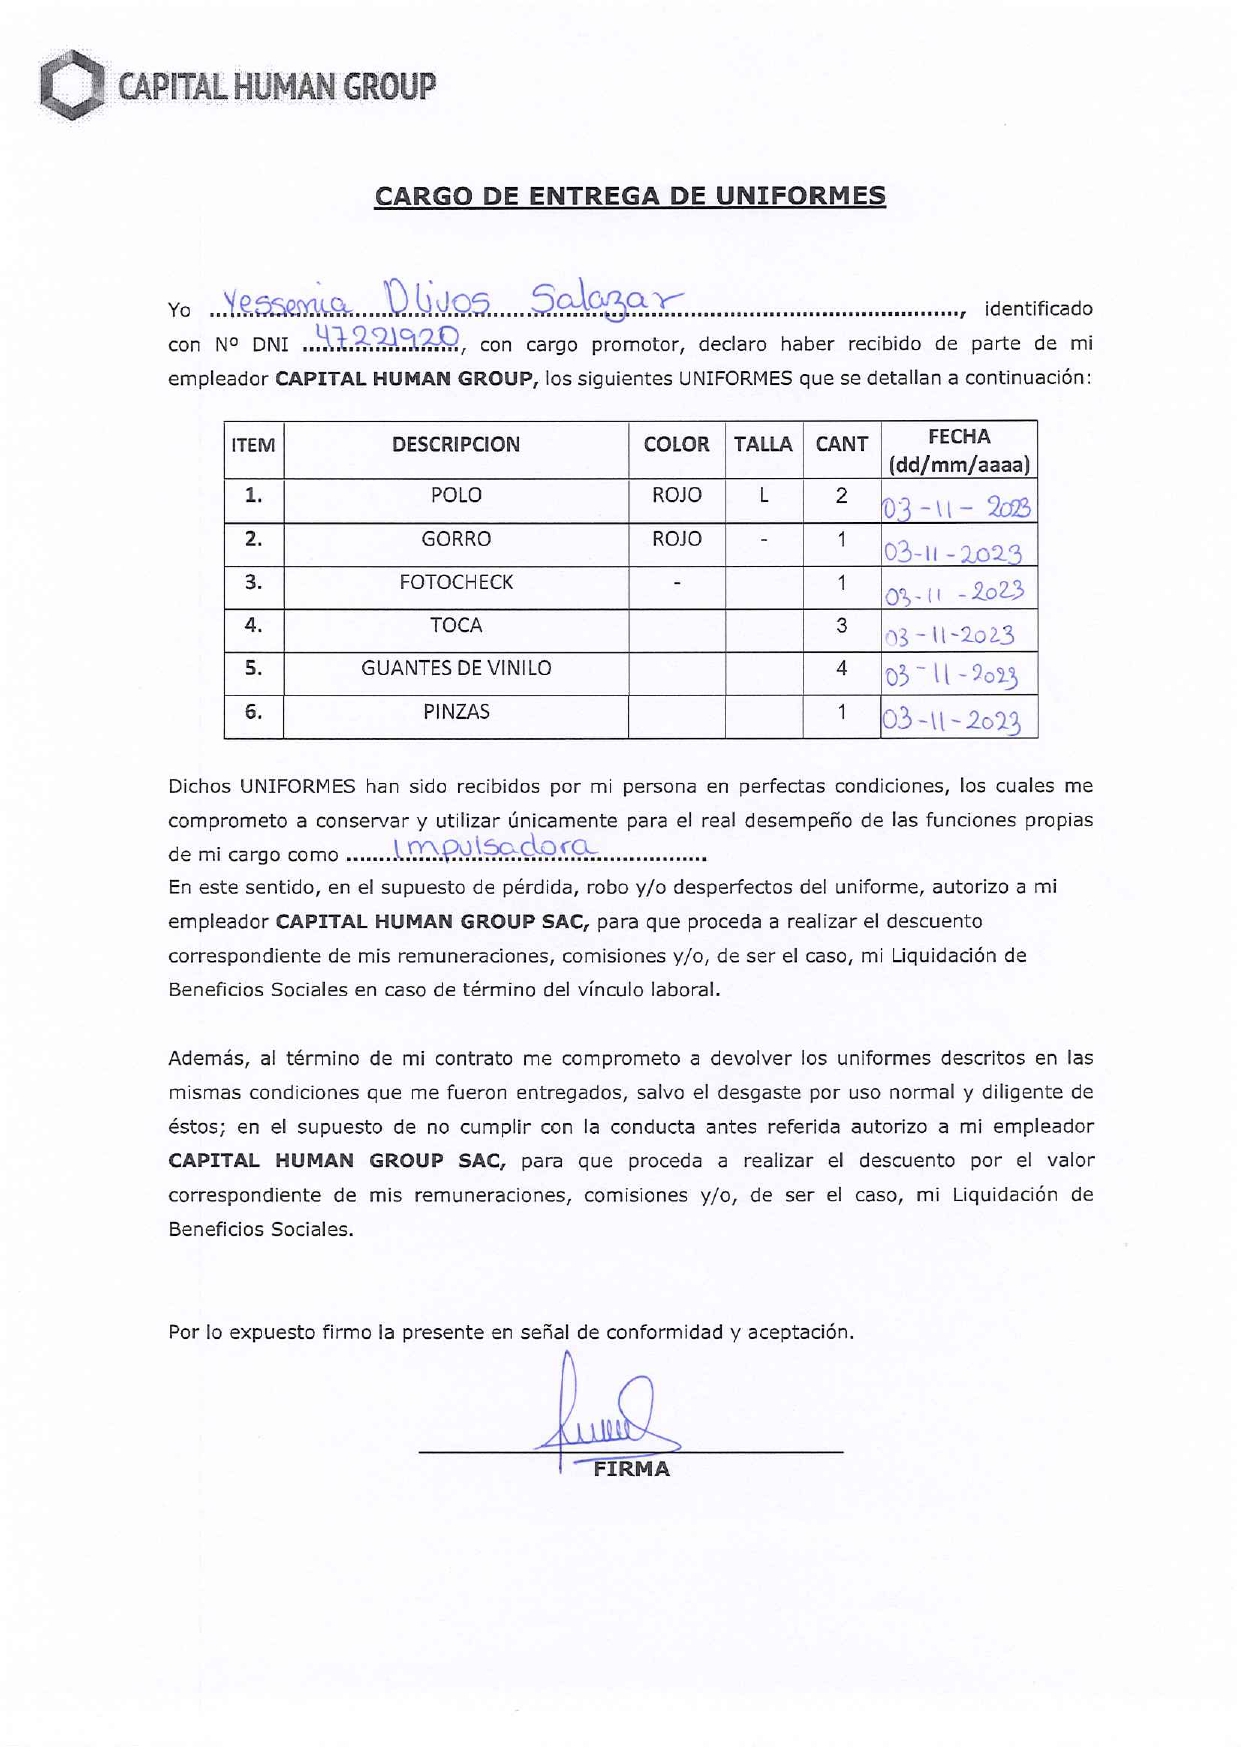 CAPITAL HUMAN GROUP
CARGO DE ENTREGA DE UNIFORMES
Yo ...Yessenia Olivos Salazar..., identificado
con Nº DNI ...47221920..., con cargo promotor, declaro haber recibido de parte de mi
empleador CAPITAL HUMAN GROUP, los siguientes UNIFORMES que se detallan a continuación:
ITEM DESCRIPCION COLOR TALLA CANT FECHA (dd/mm/aaaa)
1. POLO ROJO L 2 03-11-2023
2. GORRO ROJO - 1 03-11-2023
3. FOTOCHECK - 1 03-11-2023
4. TOCA 3 03-11-2023
5. GUANTES DE VINILO 4 03-11-2023
6. PINZAS 1 03-11-2023
Dichos UNIFORMES han sido recibidos por mi persona en perfectas condiciones, los cuales me
comprometo a conservar y utilizar únicamente para el real desempeño de las funciones propias
de mi cargo como ...Impulsadora...
En este sentido, en el supuesto de pérdida, robo y/o desperfectos del uniforme, autorizo a mi
empleador CAPITAL HUMAN GROUP SAC, para que proceda a realizar el descuento
correspondiente de mis remuneraciones, comisiones y/o, de ser el caso, mi Liquidación de
Beneficios Sociales en caso de término del vínculo laboral.
Además, al término de mi contrato me comprometo a devolver los uniformes descritos en las
mismas condiciones que me fueron entregados, salvo el desgaste por uso normal y diligente de
éstos; en el supuesto de no cumplir con la conducta antes referida autorizo a mi empleador
CAPITAL HUMAN GROUP SAC, para que proceda a realizar el descuento por el valor
correspondiente de mis remuneraciones, comisiones y/o, de ser el caso, mi Liquidación de
Beneficios Sociales.
Por lo expuesto firmo la presente en señal de conformidad y aceptación.
FIRMA